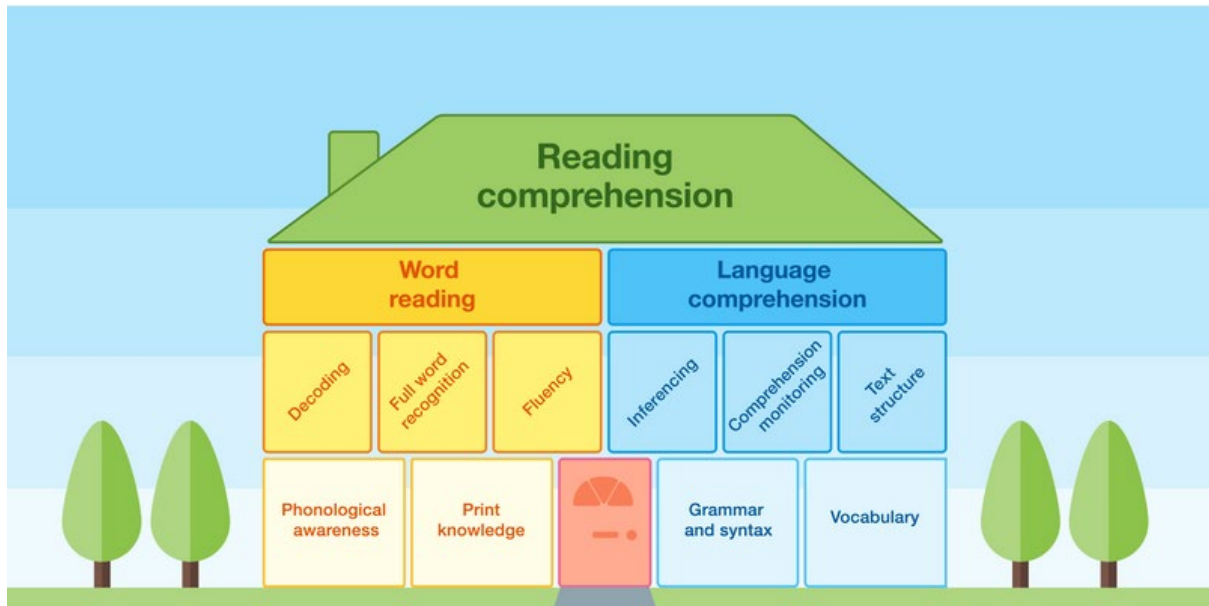 Reading
comprehension
Word
reading
Language
comprehension
Decoding
Full word
recognition
Fluency
Inferencing
Comprehension
monitoring
Text
structure
Phonological
awareness
Print
knowledge
Grammar
and syntax
Vocabulary